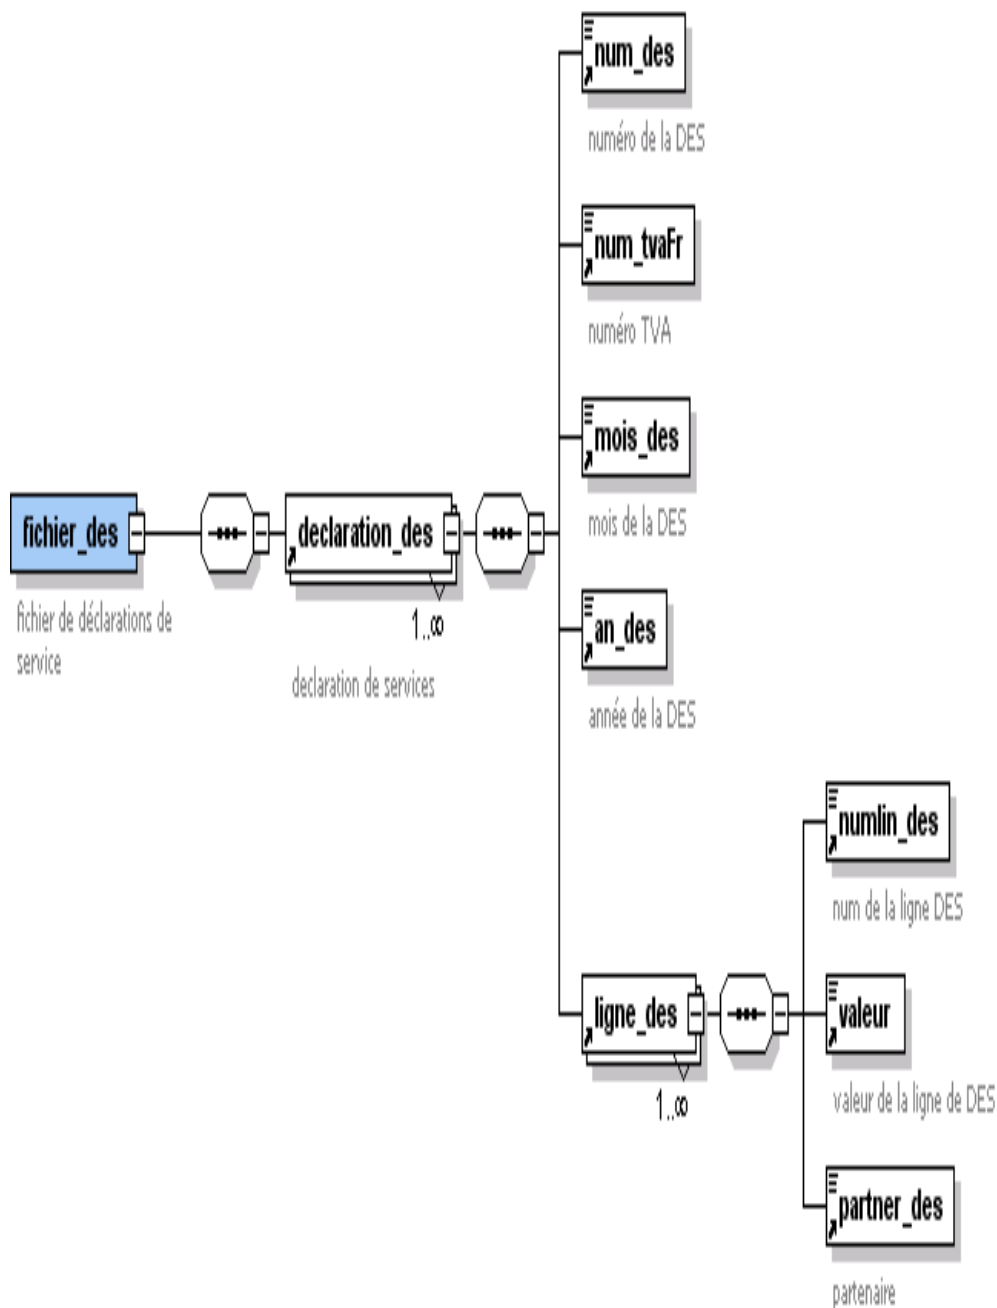 num_des
numéro de la DES
num_tvaFr
numéro TVA
mois_des
mois de la DES
fichier_des
fichier de déclarations de
service
declaration_des
1..∞
declaration de services
an_des
année de la DES
numlin_des
num de la ligne DES
ligne_des
1..∞
valeur
valeur de la ligne de DES
partner_des
partenaire